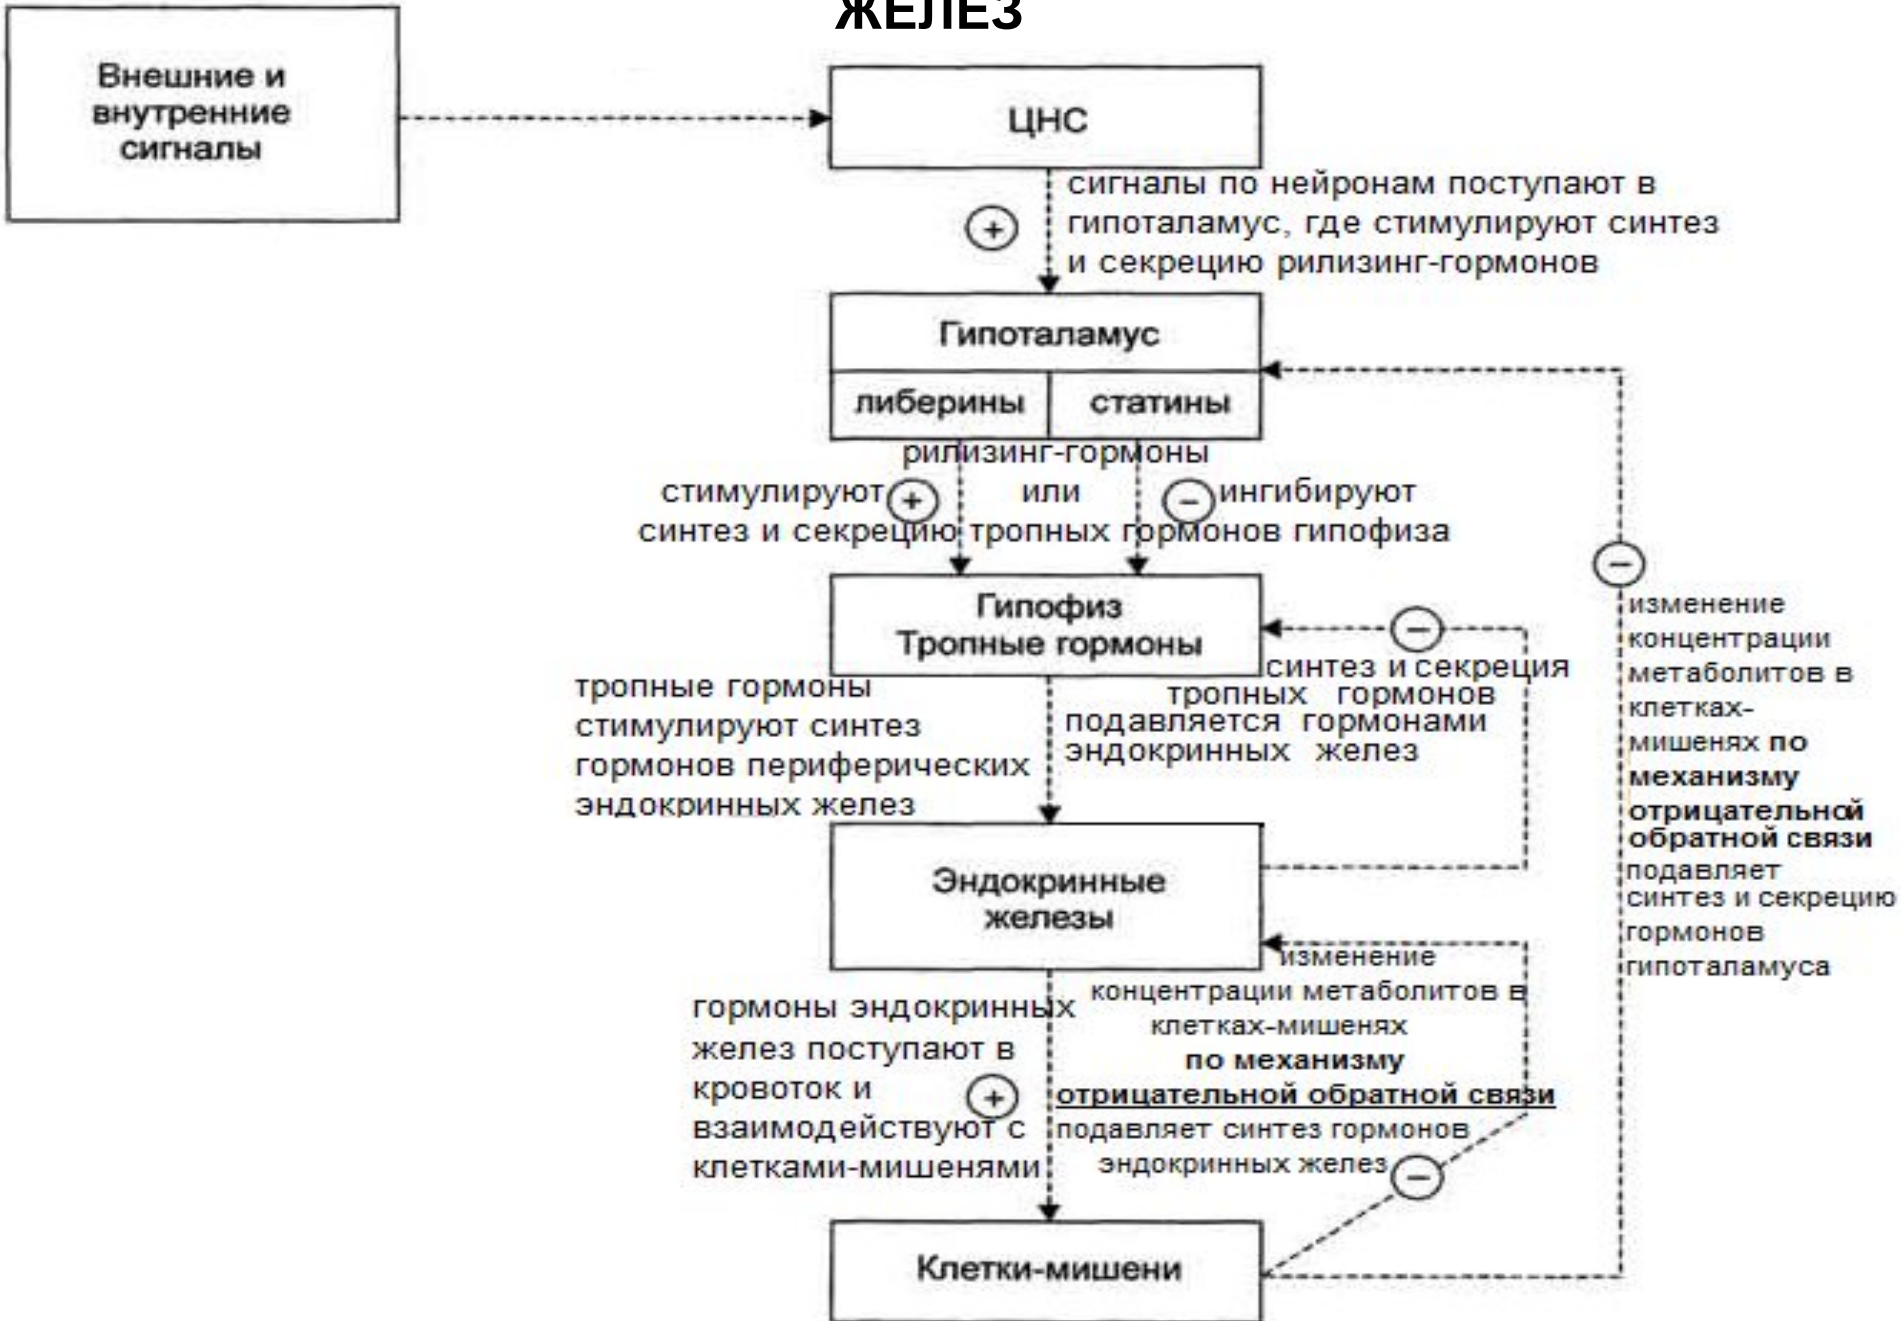 ЖЕЛЕЗ
Внешние и
внутренние
сигналы
ЦНС
сигналы по нейронам поступают в
гипоталамус, где стимулируют синтез
и секрецию рилизинг-гормонов
+
Гипоталамус
либерины
статины
рилизинг-гормоны
стимулируют + или − ингибируют
синтез и секрецию тропных гормонов гипофиза
Гипофиз
Тропные гормоны
−
синтез и секреция
тропных гормонов
подавляется гормонами
эндокринных желез
тропные гормоны
стимулируют синтез
гормонов периферических
эндокринных желез
−
изменение
концентрации
метаболитов в
клетках-
мишенях по
механизму
отрицательной
обратной связи
подавляет
синтез и секрецию
гормонов
гипоталамуса
Эндокринные
железы
гормоны эндокринных
желез поступают в
кровоток и
взаимодействуют с
клетками-мишенями
+
изменение
концентрации метаболитов в
клетках-мишенях
по механизму
отрицательной обратной связи
подавляет синтез гормонов
эндокринных желез
−
Клетки-мишени